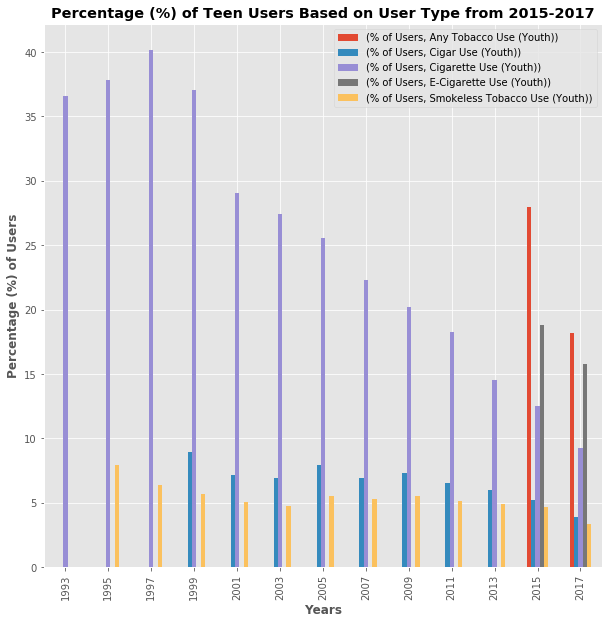 Percentage (%) of Teen Users Based on User Type from 2015-2017
(% of Users, Any Tobacco Use (Youth))
(% of Users, Cigar Use (Youth))
(% of Users, Cigarette Use (Youth))
(% of Users, E-Cigarette Use (Youth))
(% of Users, Smokeless Tobacco Use (Youth))
Percentage (%) of Users
40
35
30
25
20
15
10
5
0
1993
1995
1997
1999
2001
2003
2005
2007
2009
2011
2013
2015
2017
Years